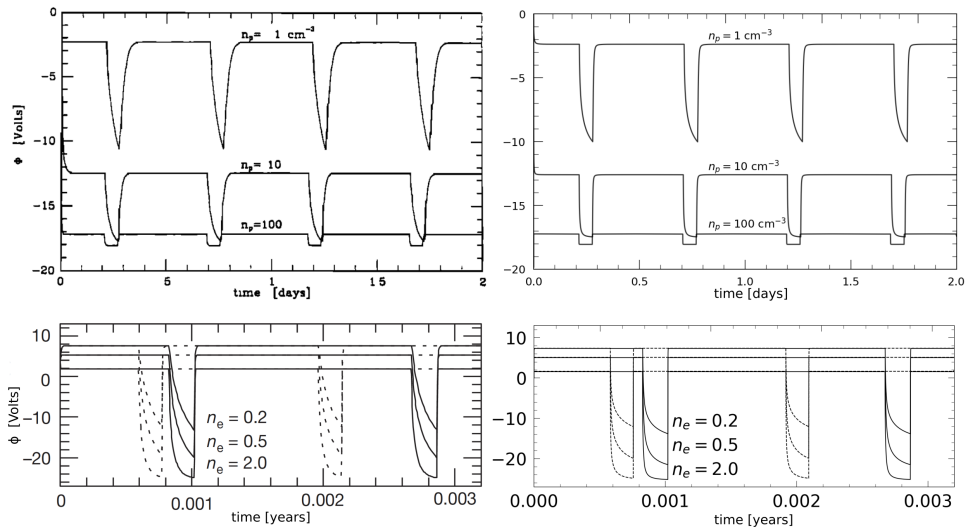 0
n_p= 1 cm⁻³
−5
Φ [Volts]
−10
n_p= 10
−15
n_p=100
−20
0
5
1
1 5
2
time [days]
0
n_p = 1 cm⁻³
−5
−10
n_p = 10 cm⁻³
−15
n_p = 100 cm⁻³
−20
0.0
0.5
1.0
1.5
2.0
time [days]
10
0
ϕ [Volts]
−10
−20
n_e = 0.2
n_e = 0.5
n_e = 2.0
0
0.001
0.002
0.003
time [years]
10
0
−10
−20
n_e = 0.2
n_e = 0.5
n_e = 2.0
0.000
0.001
0.002
0.003
time [years]